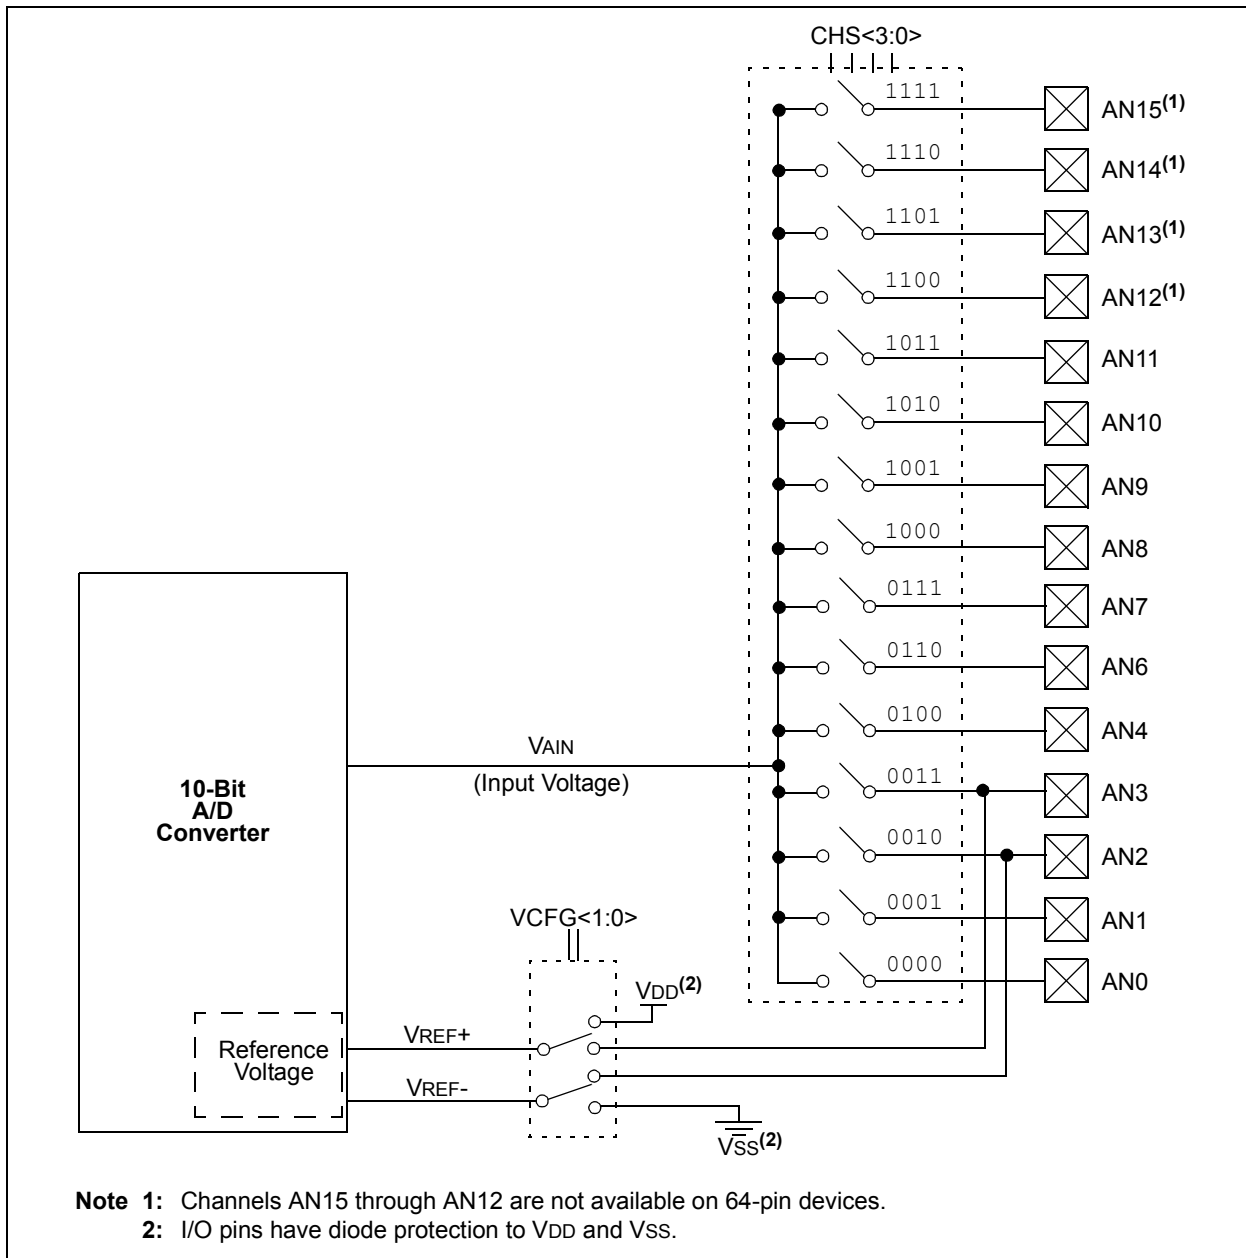 CHS<3:0>
1111
AN15(1)
1110
AN14(1)
1101
AN13(1)
1100
AN12(1)
1011
AN11
1010
AN10
1001
AN9
1000
AN8
0111
AN7
0110
AN6
0100
AN4
VAIN
(Input Voltage)
0011
AN3
10-Bit
A/D
Converter
0010
AN2
0001
AN1
VCFG<1:0>
0000
AN0
VDD(2)
Reference
Voltage
VREF+
VREF-
VSS(2)
Note 1: Channels AN15 through AN12 are not available on 64-pin devices.
2: I/O pins have diode protection to VDD and VSS.